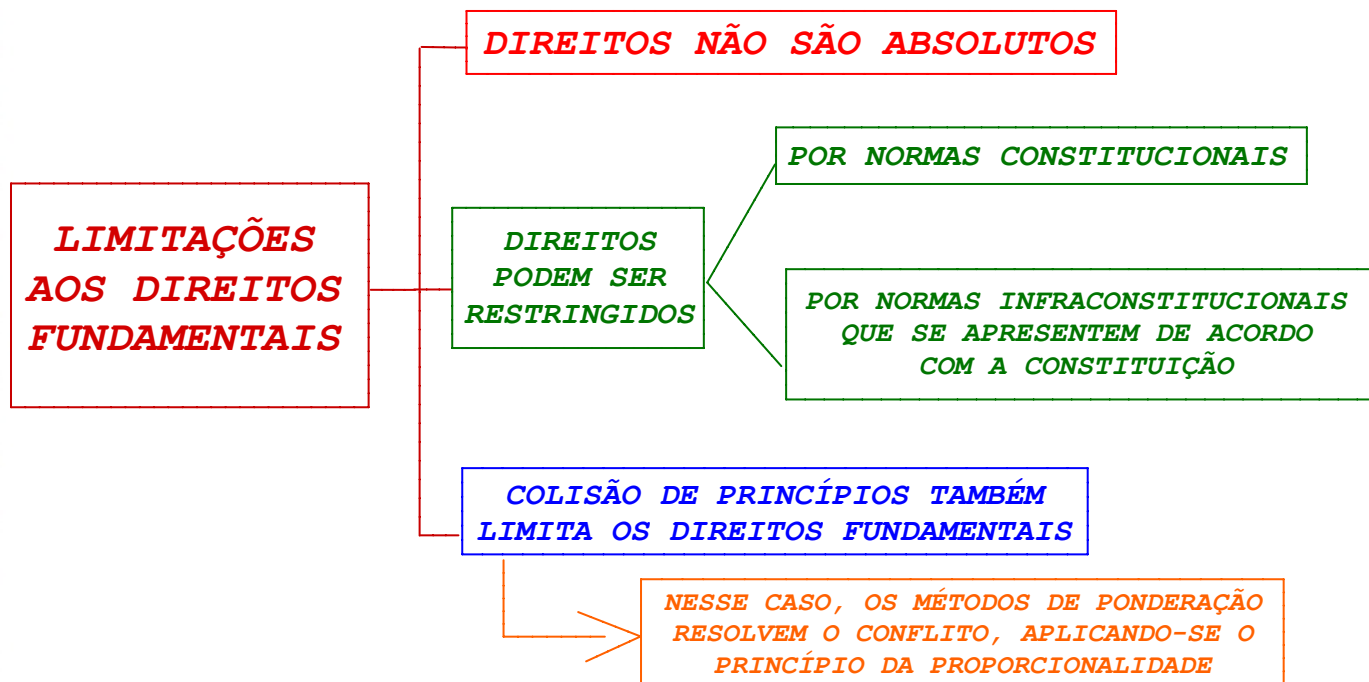 LIMITAÇÕES
AOS DIREITOS
FUNDAMENTAIS
DIREITOS NÃO SÃO ABSOLUTOS
DIREITOS
PODEM SER
RESTRINGIDOS
POR NORMAS CONSTITUCIONAIS
POR NORMAS INFRACONSTITUCIONAIS
QUE SE APRESENTEM DE ACORDO
COM A CONSTITUIÇÃO
COLISÃO DE PRINCÍPIOS TAMBÉM
LIMITA OS DIREITOS FUNDAMENTAIS
NESSE CASO, OS MÉTODOS DE PONDERAÇÃO
RESOLVEM O CONFLITO, APLICANDO-SE O
PRINCÍPIO DA PROPORCIONALIDADE